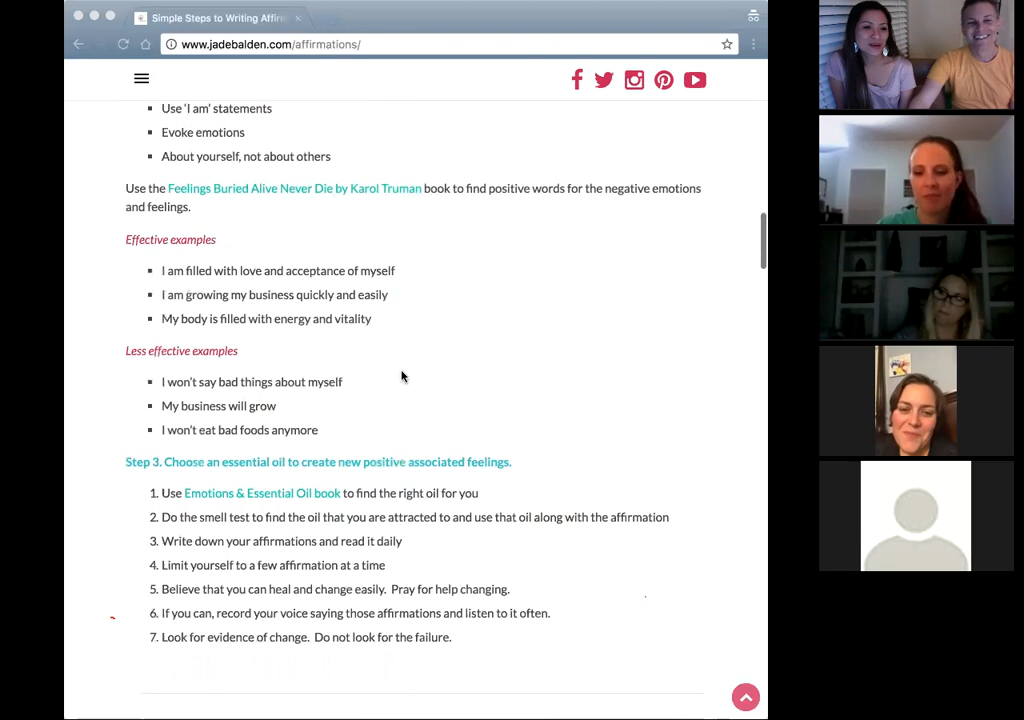 Simple Steps to Writing Affir
www.jadebalden.com/affirmations/
Use 'I am' statements
Evoke emotions
About yourself, not about others
Use the Feelings Buried Alive Never Die by Karol Truman book to find positive words for the negative emotions
and feelings.
Effective examples
I am filled with love and acceptance of myself
I am growing my business quickly and easily
My body is filled with energy and vitality
Less effective examples
I won't say bad things about myself
My business will grow
I won't eat bad foods anymore
Step 3. Choose an essential oil to create new positive associated feelings.
1. Use Emotions & Essential Oil book to find the right oil for you
2. Do the smell test to find the oil that you are attracted to and use that oil along with the affirmation
3. Write down your affirmations and read it daily
4. Limit yourself to a few affirmation at a time
5. Believe that you can heal and change easily. Pray for help changing.
6. If you can, record your voice saying those affirmations and listen to it often.
7. Look for evidence of change. Do not look for the failure.